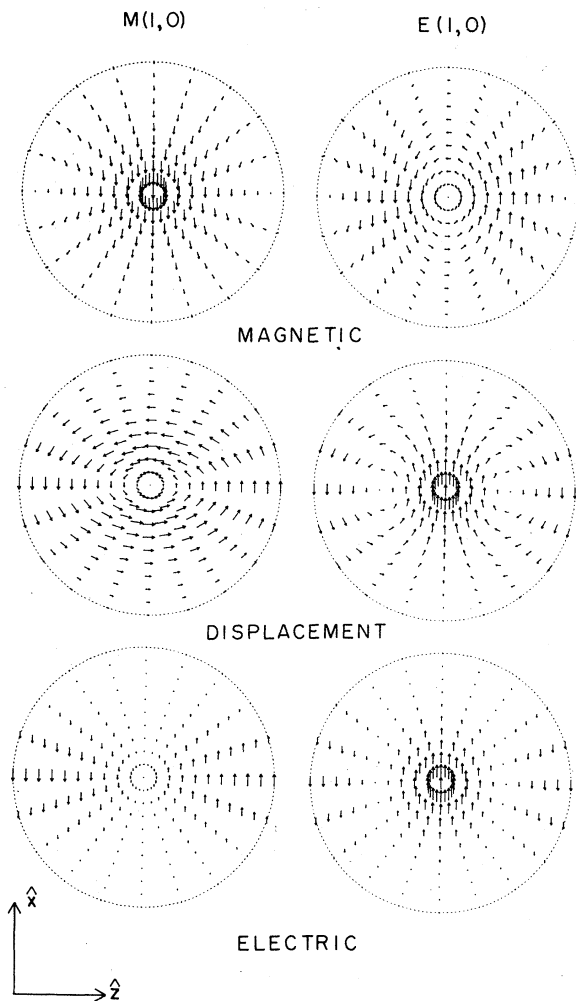 M(1,0) E(1,0)
MAGNETIC
DISPLACEMENT
ELECTRIC
x̂
ẑ